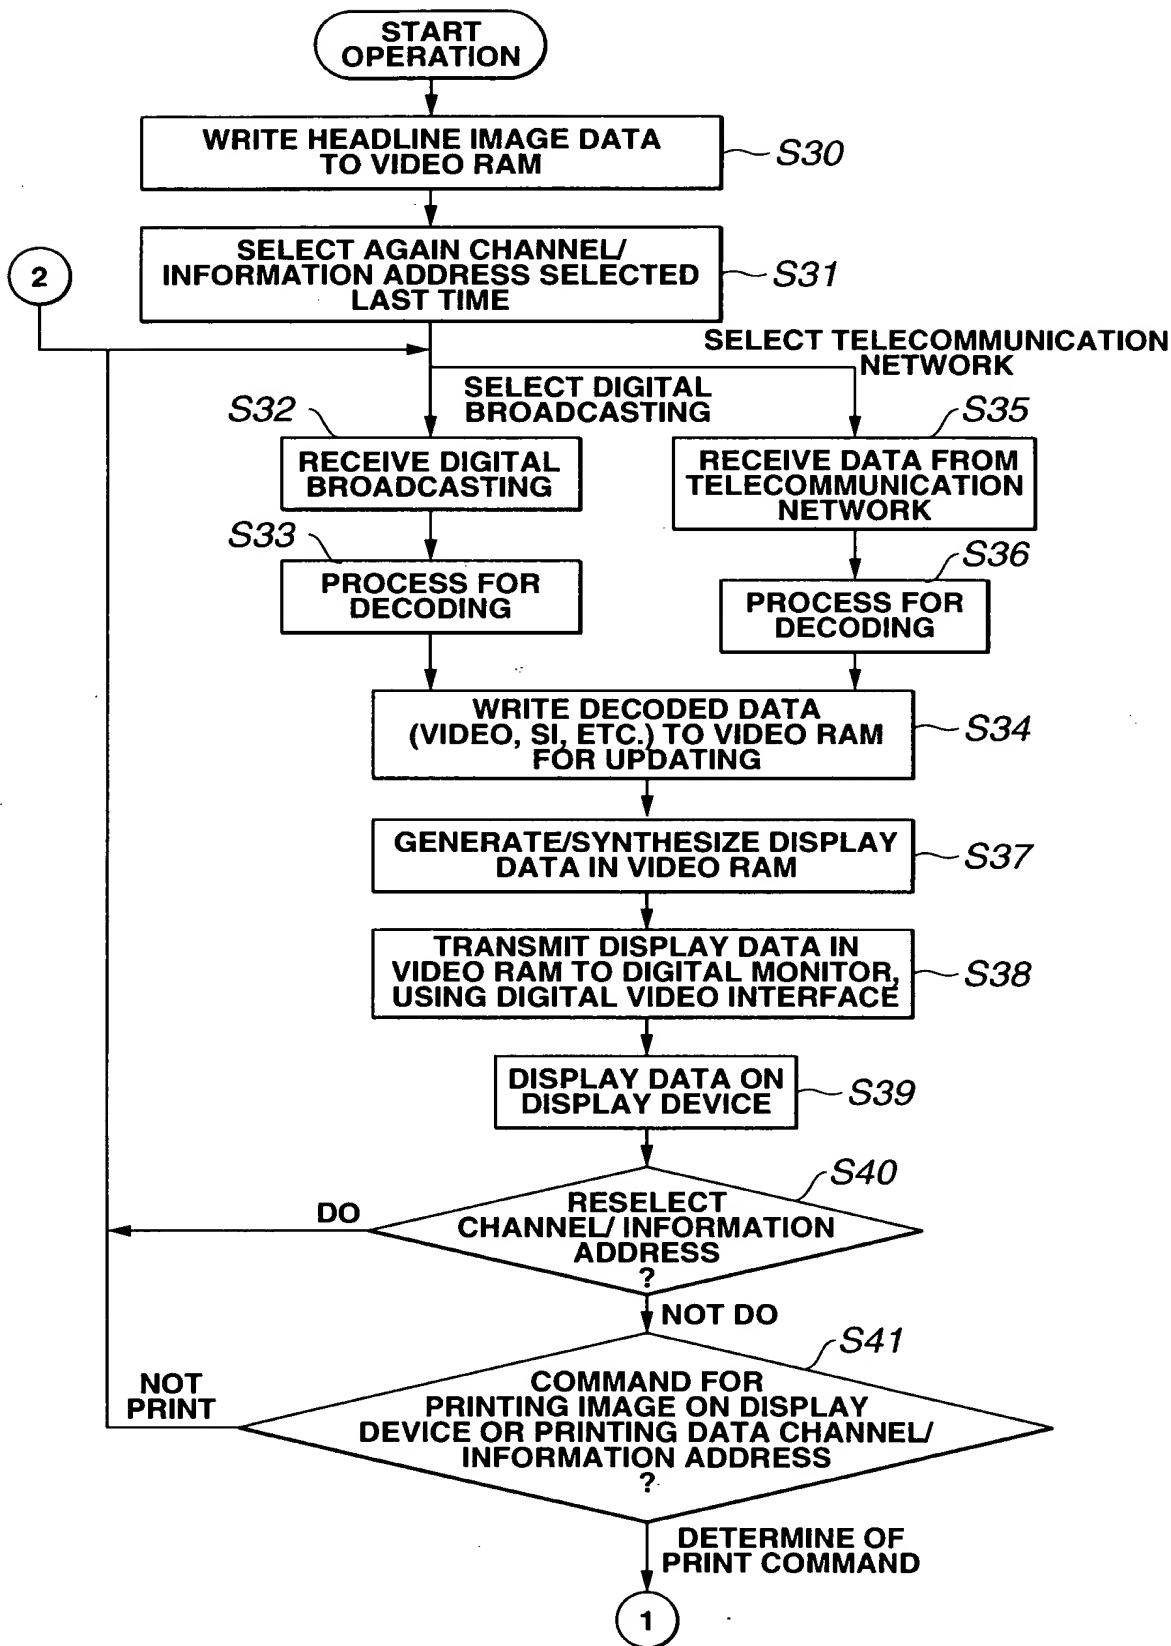 START
OPERATION
WRITE HEADLINE IMAGE DATA
TO VIDEO RAM
S30
SELECT AGAIN CHANNEL/
INFORMATION ADDRESS SELECTED
LAST TIME
S31
2
SELECT TELECOMMUNICATION
NETWORK
SELECT DIGITAL
BROADCASTING
S32
RECEIVE DIGITAL
BROADCASTING
S35
RECEIVE DATA FROM
TELECOMMUNICATION
NETWORK
S33
PROCESS FOR
DECODING
S36
PROCESS FOR
DECODING
WRITE DECODED DATA
(VIDEO, SI, ETC.) TO VIDEO RAM
FOR UPDATING
S34
GENERATE/SYNTHESIZE DISPLAY
DATA IN VIDEO RAM
S37
TRANSMIT DISPLAY DATA IN
VIDEO RAM TO DIGITAL MONITOR,
USING DIGITAL VIDEO INTERFACE
S38
DISPLAY DATA ON
DISPLAY DEVICE
S39
S40
RESELECT
CHANNEL/ INFORMATION
ADDRESS
?
DO
NOT DO
S41
COMMAND FOR
PRINTING IMAGE ON DISPLAY
DEVICE OR PRINTING DATA CHANNEL/
INFORMATION ADDRESS
?
NOT
PRINT
DETERMINE OF
PRINT COMMAND
1